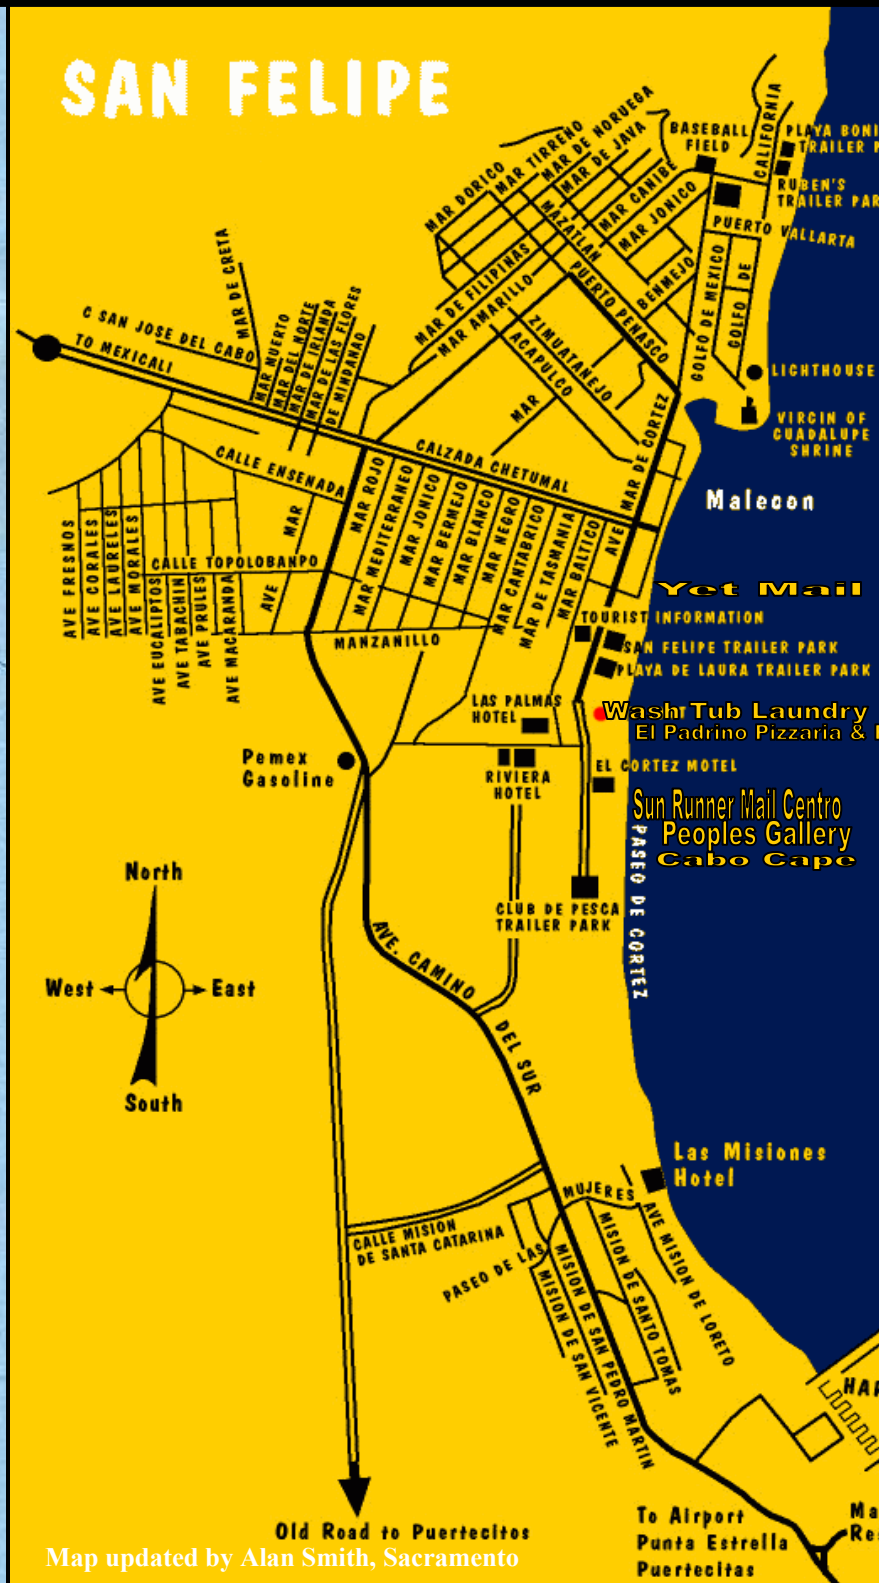 SAN FELIPE
MAR DORICO
MAR TIRRENO
MAR DE NORUEGA
MAR DE JAVA
MAR CANIBE
MAR JONICO
MAZATLAN
BASEBALL
FIELD
CALIFORNIA
PLAYA BONI
TRAILER P
RUBEN'S
TRAILER PAR
PUERTO VALLARTA
MAR DE FILIPINAS
MAR AMARILLO
PUERTO PENASCO
BENMEJO
GOLFO DE MEXICO
GOLFO DE
MAR DE CRETA
C SAN JOSE DEL CABO
TO MEXICALI
MAR MUERTO
MAR DEL NORTE
MAR DE IRLANDA
MAR DE LAS FLORES
DE MINDANAO
ZIMUATANEJO
ACAPULCO
MAR
LIGHTHOUSE
VIRGIN OF
GUADALUPE
SHRINE
CALZADA CHETUMAL
CALLE ENSENADA
AVE MAR DE CORTEZ
Malecon
MAR ROJO
MAR MEDITERRANEO
MAR JONICO
MAR BERMEJO
MAR BLANCO
MAR NEGRO
MAR CANTABRICO
MAR DE TASMANIA
MAR BALTICO
AVE MAR
AVE FRESNOS
AVE CORALES
AVE LAURELES
AVE MORALES
CALLE TOPOLOBANPO
AVE EUCALIPTOS
AVE TABACHIN
AVE PRULES
AVE MACARANDA
Yet Mail
TOURIST INFORMATION
MANZANILLO
SAN FELIPE TRAILER PARK
PLAYA DE LAURA TRAILER PARK
LAS PALMAS
HOTEL
Wash Tub Laundry
El Padrino Pizzaria &
Pemex
Gasoline
RIVIERA
HOTEL
EL CORTEZ MOTEL
Sun Runner Mail Centro
Peoples Gallery
Cabo Cape
PASEO DE CORTEZ
CLUB DE PESCA
TRAILER PARK
North
West
East
South
AVE. CAMINO
DEL SUR
Las Misiones
Hotel
MUJERES
CALLE MISION
DE SANTA CATARINA
PASEO DE LAS
AVE MISION DE LORETO
MISION DE SANTO TOMAS
MISION DE SAN PEDRO MARTIN
MISION DE SAN VICENTE
HAR
Old Road to Puertecitos
To Airport
Punta Estrella
Puertecitas
Ma
Res
Map updated by Alan Smith, Sacramento